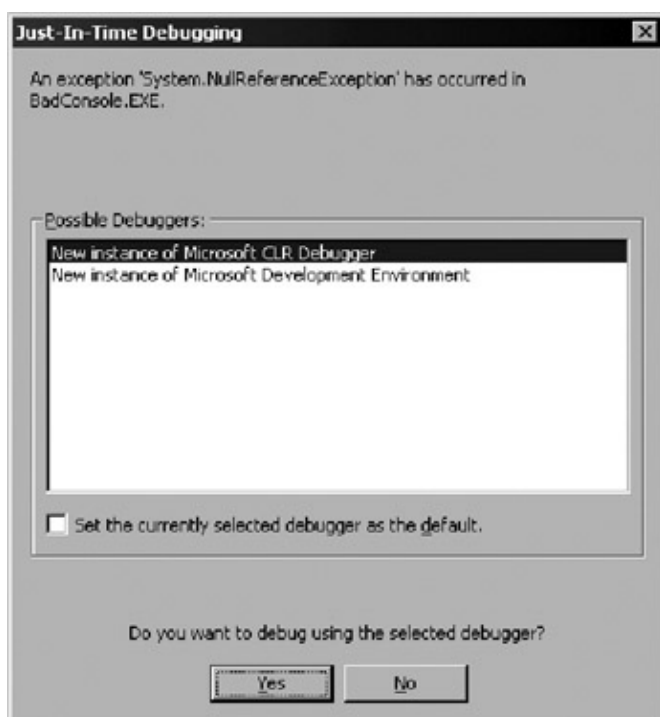 Just-In-Time Debugging
An exception 'System.NullReferenceException' has occurred in
BadConsole.EXE.
Possible Debuggers:
New instance of Microsoft CLR Debugger
New instance of Microsoft Development Environment
Set the currently selected debugger as the default.
Do you want to debug using the selected debugger?
Yes
No